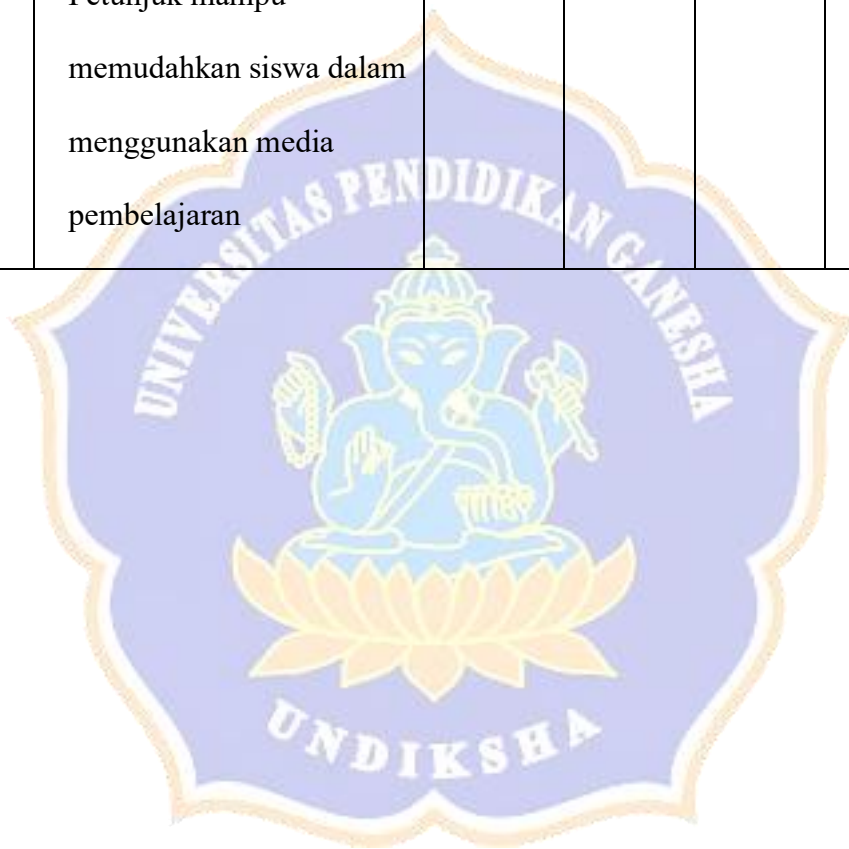 Petunjuk mampu
memudahkan siswa dalam
menggunakan media
pembelajaran
UNIVERSITAS PENDIDIKAN GANESHA
UNDIKSHA